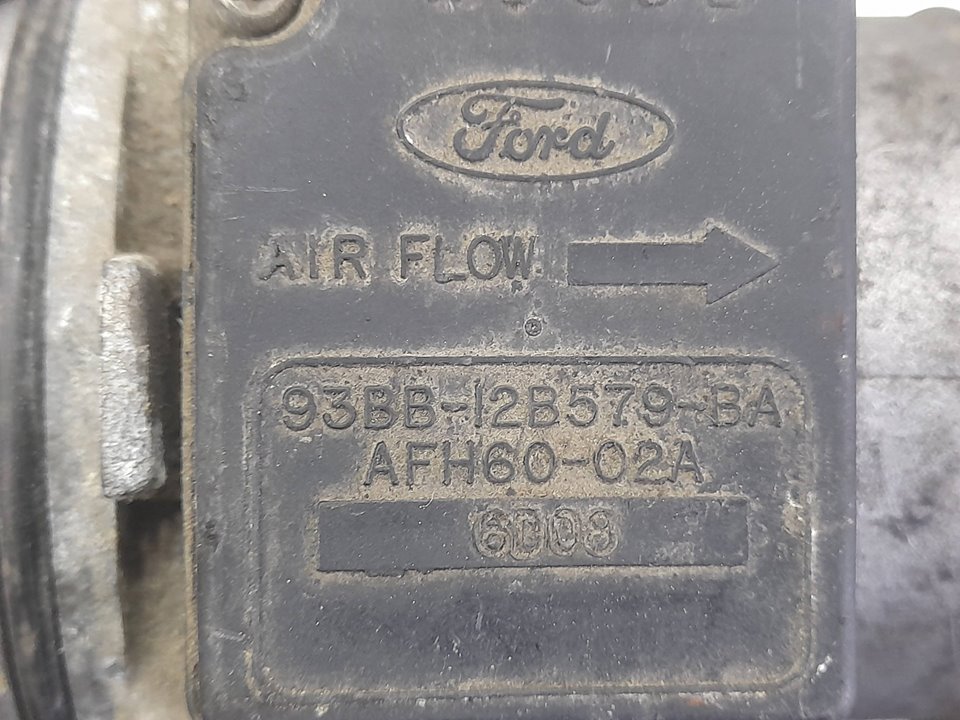 Ford
AIR FLOW
93BB-12B579-BA
AFH60-02A
6D08